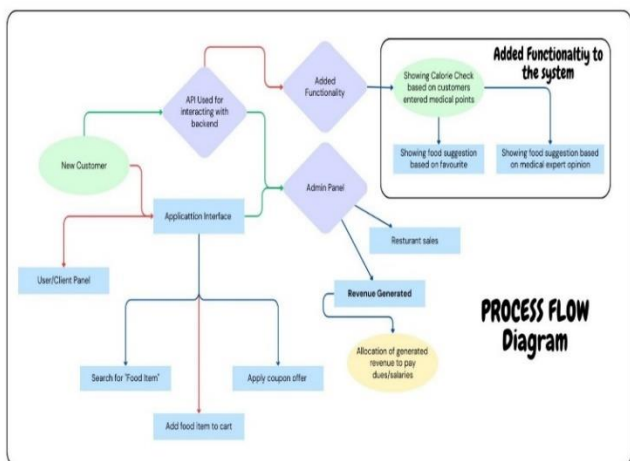 Added Functionaltiy to
the system
API Used for
interacting with
backend
Added
Functionality
Showing Calorie Check
based on customers
entered medical points
New Customer
Showing food suggestion
based on favourite
Showing food suggestion based
on medical expert opinion
Admin Panel
Applicattion Interface
Resturant sales
User/Client Panel
Revenue Generated
PROCESS FLOW
Diagram
Allocation of generated
revenue to pay
dues/salaries
Search for "Food Item"
Apply coupon offer
Add food Item to cart